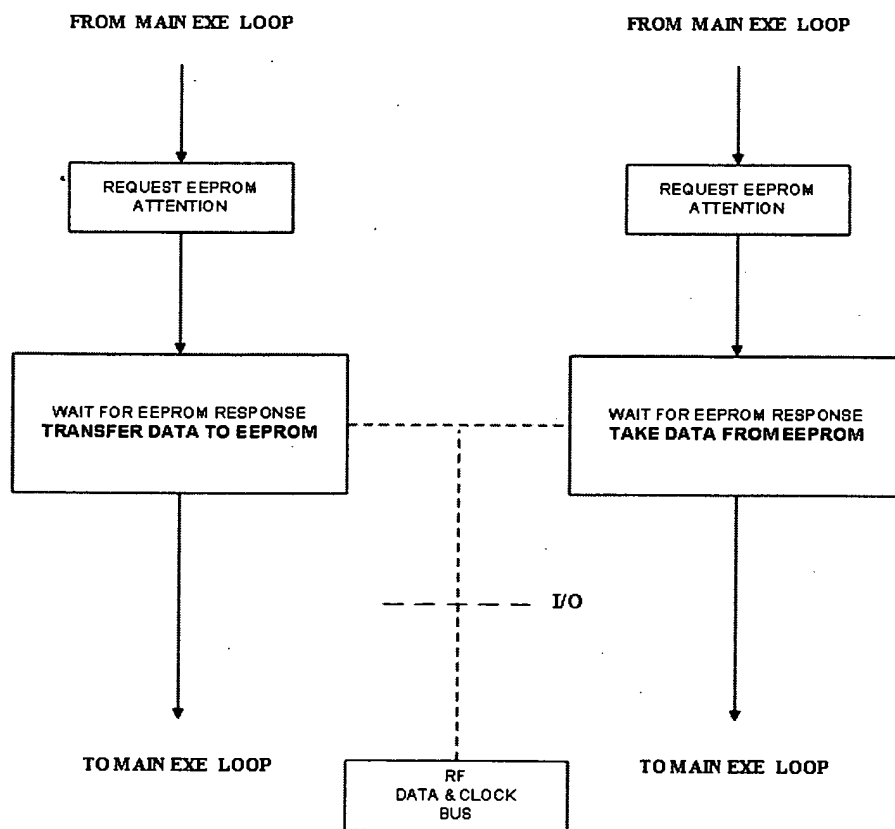 FROM MAIN EXE LOOP
FROM MAIN EXE LOOP
REQUEST EEPROM
ATTENTION
REQUEST EEPROM
ATTENTION
WAIT FOR EEPROM RESPONSE
TRANSFER DATA TO EEPROM
WAIT FOR EEPROM RESPONSE
TAKE DATA FROM EEPROM
I/O
TO MAIN EXE LOOP
TO MAIN EXE LOOP
RF
DATA & CLOCK
BUS